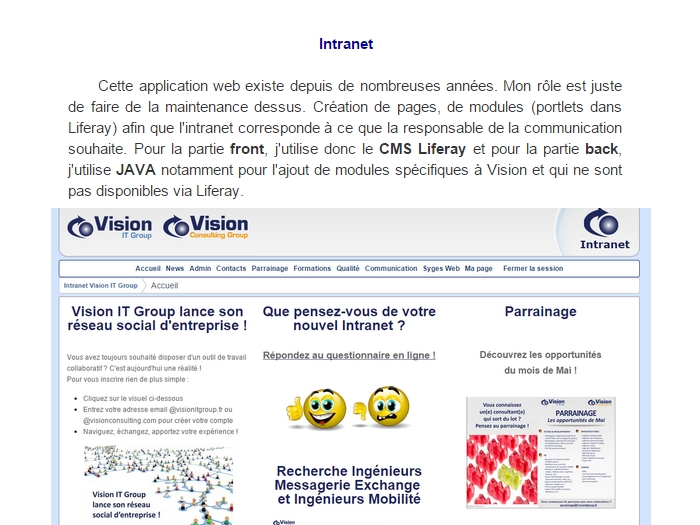 Intranet
Cette application web existe depuis de nombreuses années. Mon rôle est juste
de faire de la maintenance dessus. Création de pages, de modules (portlets dans
Liferay) afin que l'intranet corresponde à ce que la responsable de la communication
souhaite. Pour la partie front, j'utilise donc le CMS Liferay et pour la partie back,
j'utilise JAVA notamment pour l'ajout de modules spécifiques à Vision et qui ne sont
pas disponibles via Liferay.
Vision
IT Group
Vision
Consulting Group
Intranet
Accueil News Admin Contacts Parrainage Formations Qualité Communication Syges Web Ma page Fermer la session
Intranet Vision IT Group Accueil
Vision IT Group lance son
réseau social d'entreprise !
Vous avez toujours souhaité disposer d'un outil de travail
collaboratif ? C'est aujourd'hui une réalité !
Pour vous inscrire rien de plus simple :
Cliquez sur le visuel ci-dessous
Entrez votre adresse email @visionitgroup.fr ou
@visionconsulting.com pour créer votre compte
Naviguez, échangez, apportez votre expérience !
Vision IT Group
lance son réseau
social d'entreprise !
Que pensez-vous de votre
nouvel Intranet ?
Répondez au questionnaire en ligne !
Recherche Ingénieurs
Messagerie Exchange
et Ingénieurs Mobilité
Parrainage
Découvrez les opportunités
du mois de Mai !
Vous connaissez
un(e) consultant(e)
qui sort du lot ?
Pensez au parrainage !
Vision
Vision
PARRAINAGE
Les opportunités de Mai